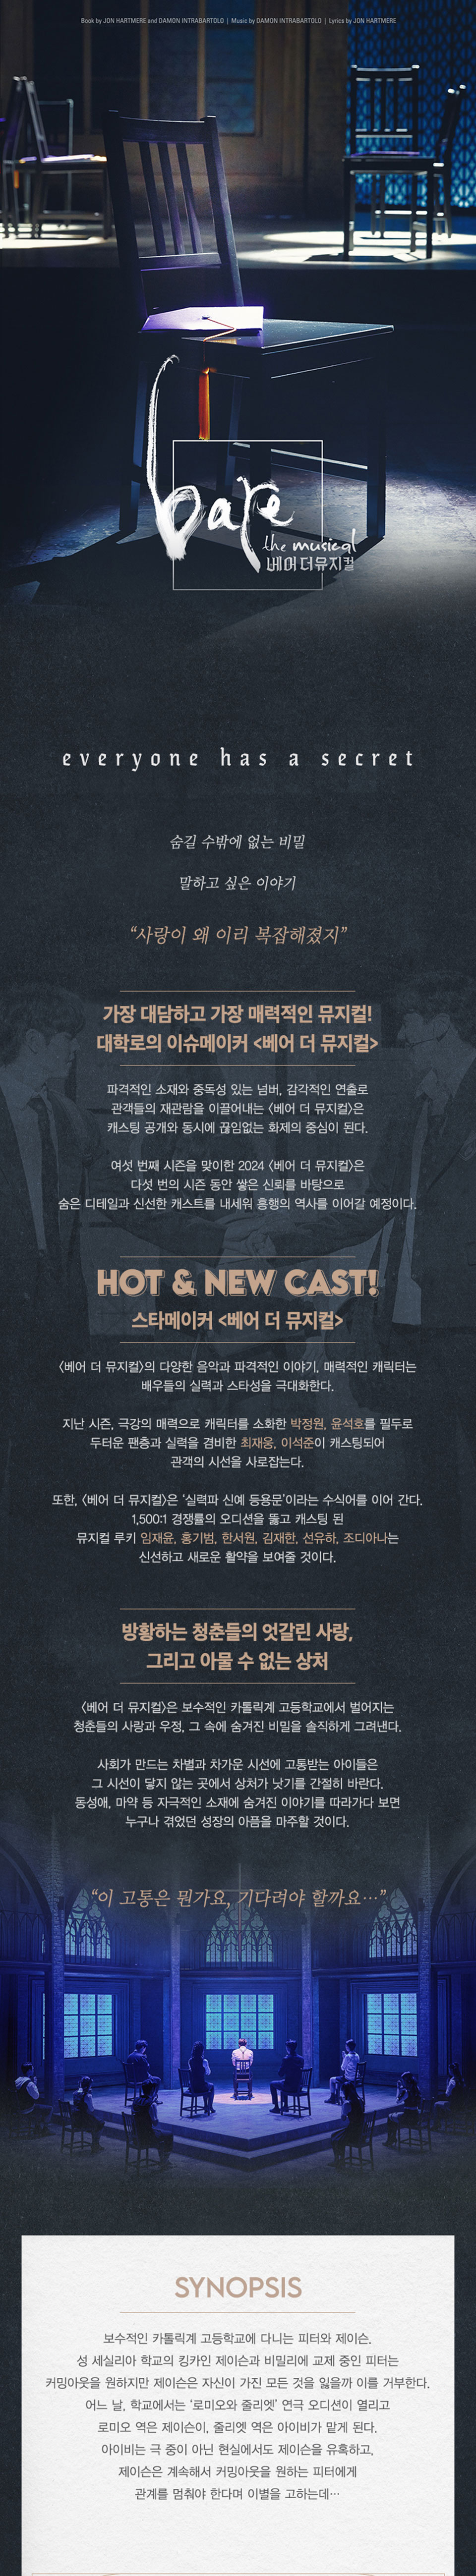 Book by JON HARTMERE and DAMON INTRABARTOLO | Music by DAMON INTRABARTOLO | Lyrics by JON HARTMERE
bare
the musical
베어 더 뮤지컬
everyone has a secret
숨길 수밖에 없는 비밀
말하고 싶은 이야기
“사랑이 왜 이리 복잡해졌지”
가장 대담하고 가장 매력적인 뮤지컬!
대학로의 이슈메이커 <베어 더 뮤지컬>
파격적인 소재와 중독성 있는 넘버, 감각적인 연출로
관객들의 재관람을 이끌어내는 <베어 더 뮤지컬>은
캐스팅 공개와 동시에 끊임없는 화제의 중심이 된다.
여섯 번째 시즌을 맞이한 2024 <베어 더 뮤지컬>은
다섯 번의 시즌 동안 쌓은 신뢰를 바탕으로
숨은 디테일과 신선한 캐스트를 내세워 흥행의 역사를 이어갈 예정이다.
HOT & NEW CAST!
스타메이커 <베어 더 뮤지컬>
<베어 더 뮤지컬>의 다양한 음악과 파격적인 이야기, 매력적인 캐릭터는
배우들의 실력과 스타성을 극대화한다.
지난 시즌, 극강의 매력으로 캐릭터를 소화한 박정원, 윤석호를 필두로
두터운 팬층과 실력을 겸비한 최재웅, 이석준이 캐스팅되어
관객의 시선을 사로잡는다.
또한, <베어 더 뮤지컬>은 ‘실력파 신예 등용문’이라는 수식어를 이어 간다.
1,500:1 경쟁률의 오디션을 뚫고 캐스팅 된
뮤지컬 루키 임재윤, 홍기범, 한서원, 김재한, 선유하, 조디아나는
신선하고 새로운 활약을 보여줄 것이다.
방황하는 청춘들의 엇갈린 사랑,
그리고 아물 수 없는 상처
<베어 더 뮤지컬>은 보수적인 카톨릭계 고등학교에서 벌어지는
청춘들의 사랑과 우정, 그 속에 숨겨진 비밀을 솔직하게 그려낸다.
사회가 만드는 차별과 차가운 시선에 고통받는 아이들은
그 시선이 닿지 않는 곳에서 상처가 낫기를 간절히 바란다.
동성애, 마약 등 자극적인 소재에 숨겨진 이야기를 따라가다 보면
누구나 겪었던 성장의 아픔을 마주할 것이다.
“이 고통은 뭔가요, 기다려야 할까요…”
SYNOPSIS
보수적인 카톨릭계 고등학교에 다니는 피터와 제이슨.
성 세실리아 학교의 킹카인 제이슨과 비밀리에 교제 중인 피터는
커밍아웃을 원하지만 제이슨은 자신이 가진 모든 것을 잃을까 이를 거부한다.
어느 날, 학교에서는 ‘로미오와 줄리엣’ 연극 오디션이 열리고
로미오 역은 제이슨이, 줄리엣 역은 아이비가 맡게 된다.
아이비는 극 중이 아닌 현실에서도 제이슨을 유혹하고,
제이슨은 계속해서 커밍아웃을 원하는 피터에게
관계를 멈춰야 한다며 이별을 고하는데…